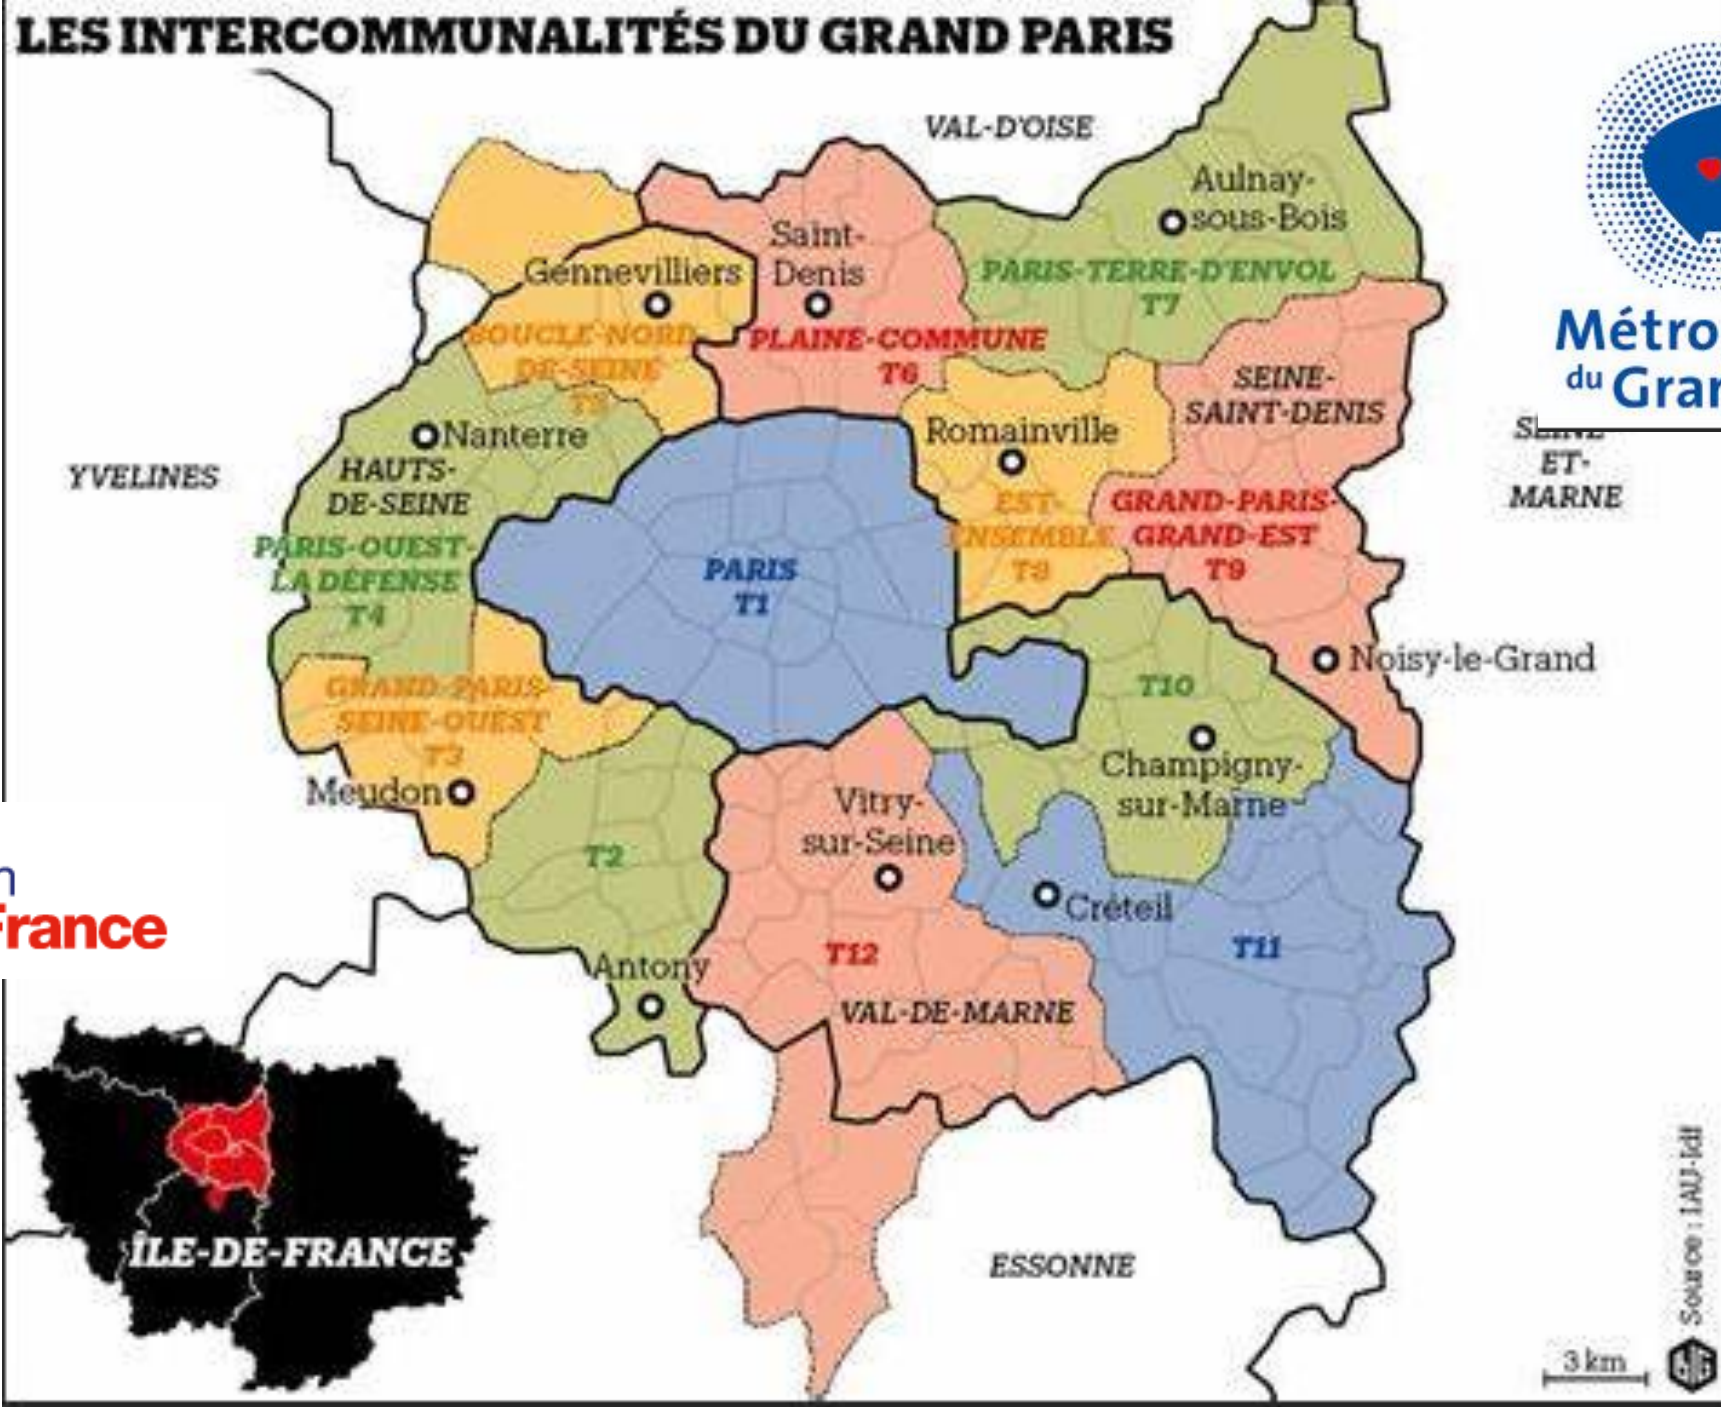 LES INTERCOMMUNALITÉS DU GRAND PARIS
VAL-D'OISE
Aulnay-
sous-Bois
Saint-
Denis
Gennevilliers
PARIS-TERRE-D'ENVOL
T7
BOUCLE-NORD
DE-SEINE
T5
PLAINE-COMMUNE
T6
Métro
du Gran
SEINE-
SAINT-DENIS
Romainville
Nanterre
HAUTS-
DE-SEINE
YVELINES
SEINE
ET-
MARNE
EST-
ENSEMBLE
T8
GRAND-PARIS-
GRAND-EST
T9
PARIS-OUEST-
LA DÉFENSE
T4
PARIS
T1
Noisy-le-Grand
GRAND-PARIS-
SEINE-OUEST
T3
T10
Champigny-
sur-Marne
Meudon
Vitry-
sur-Seine
T2
Créteil
n
France
T12
T11
Antony
VAL-DE-MARNE
ÎLE-DE-FRANCE
ESSONNE
3 km
Source : IAU-Idf